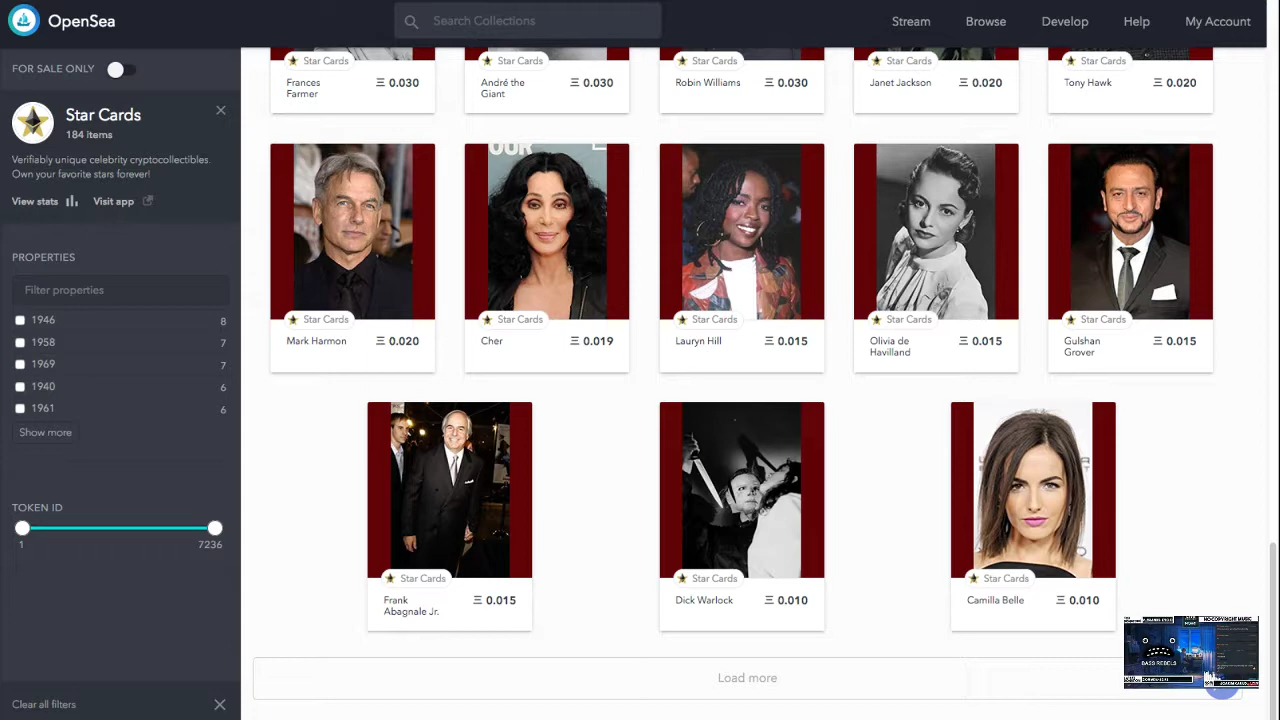 OpenSea
Search Collections
Stream
Browse
Develop
Help
My Account
FOR SALE ONLY
Star Cards
184 items
Verifiably unique celebrity cryptocollectibles.
Own your favorite stars forever!
View stats
Visit app
PROPERTIES
Filter properties
1946 8
1958 7
1969 7
1940 6
1961 6
Show more
TOKEN ID
1 7236
Clear all filters
Star Cards
Frances
Farmer
0.030
Star Cards
André the
Giant
0.030
Star Cards
Robin Williams
0.030
Star Cards
Janet Jackson
0.020
Star Cards
Tony Hawk
0.020
Star Cards
Mark Harmon
0.020
OUR
Star Cards
Cher
0.019
Star Cards
Lauryn Hill
0.015
Star Cards
Olivia de
Havilland
0.015
Star Cards
Gulshan
Grover
0.015
Star Cards
Frank
Abagnale Jr.
0.015
Star Cards
Dick Warlock
0.010
Star Cards
Camilla Belle
0.010
Load more
NO COPYRIGHT MUSIC
BASS REBELS